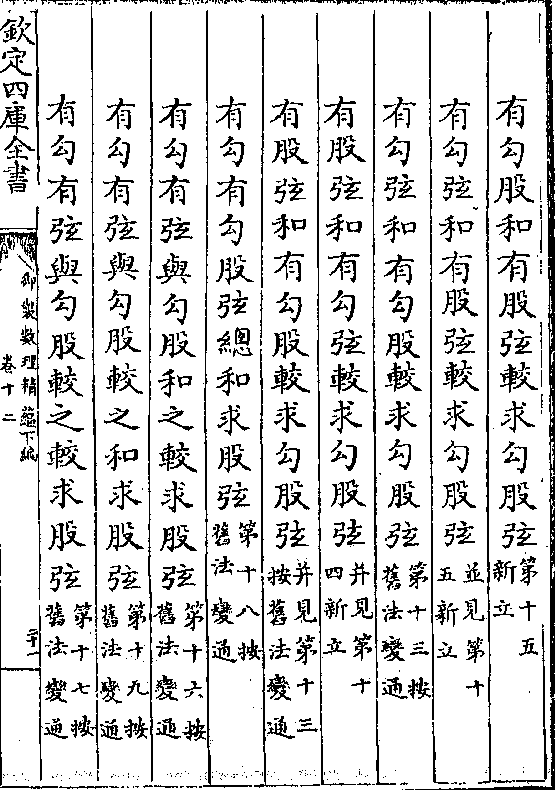 有勾股和有股弦較求勾股弦第十五新立
有勾弦和有股弦較求勾股弦並見第十五新立
有勾弦和有勾股較求勾股弦第十三按舊法變通
有股弦和有勾弦較求勾股弦并見第十四新立
有股弦和有勾股較求勾股弦并見第十三按舊法變通
有勾有勾股弦總和求股弦第十八按舊法變通
有勾有弦與勾股和之較求股弦第十六按舊法變通
有勾有弦與勾股較之和求股弦第十九按舊法變通
有勾有弦與勾股較之較求股弦第十七按舊法變通
欽定四庫全書
御製數理精蘊下編
卷十二